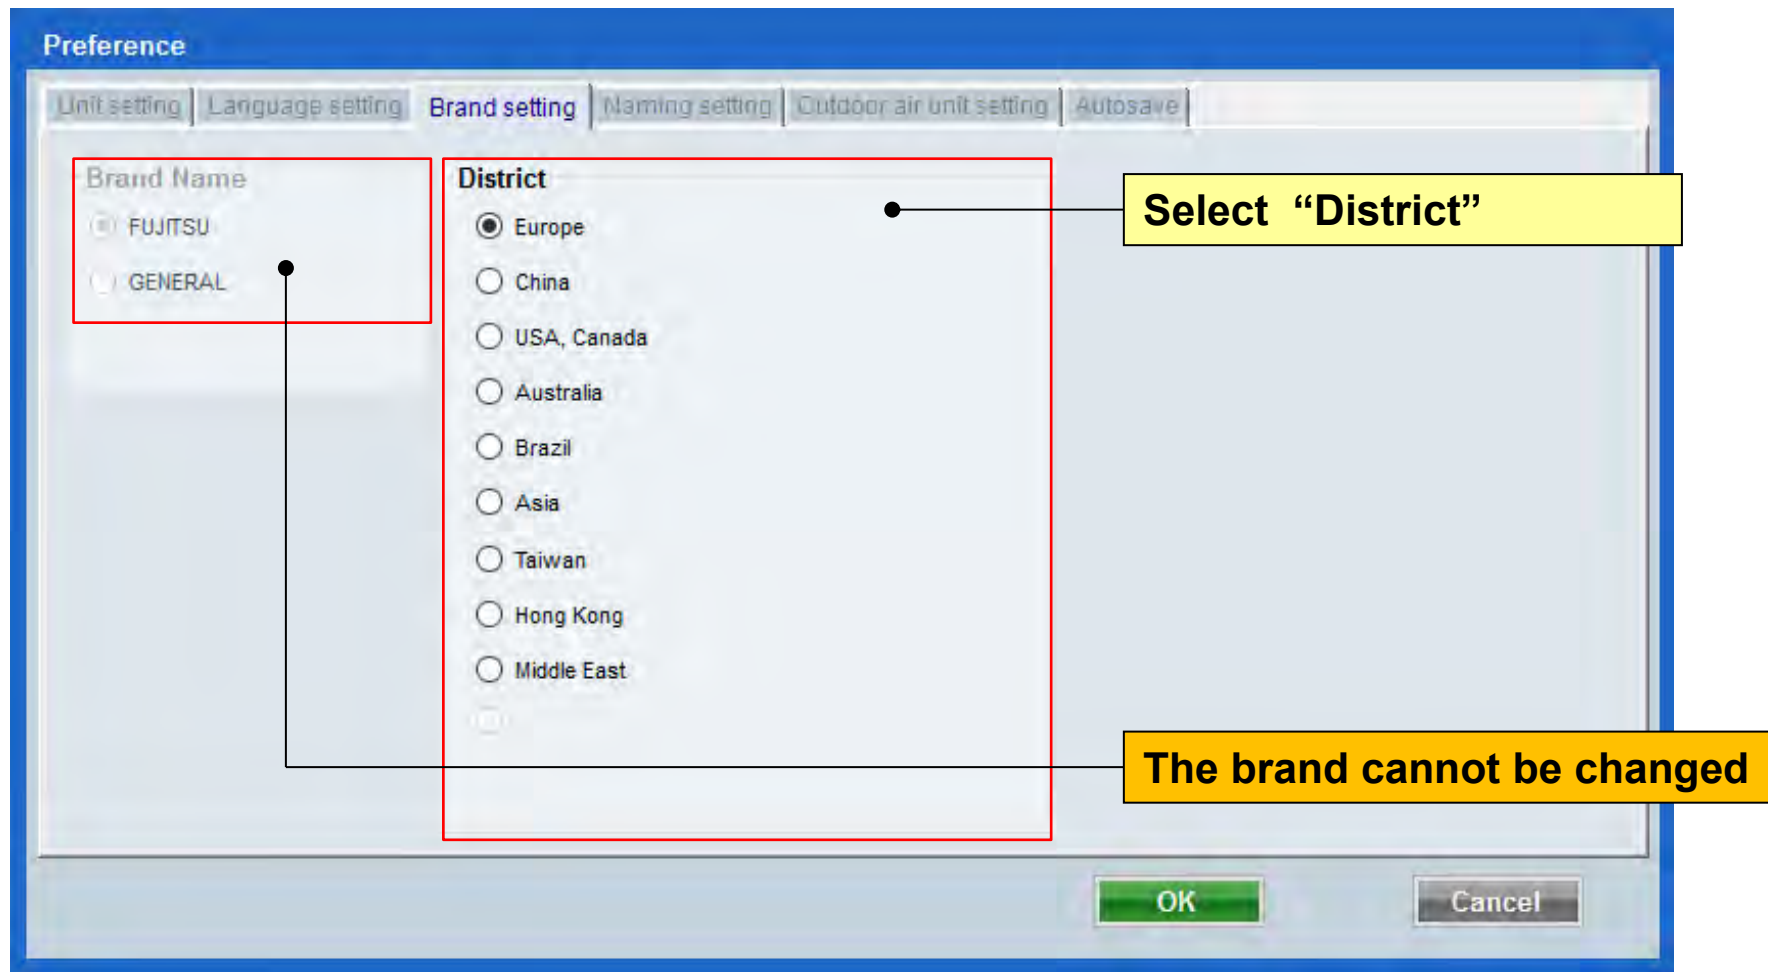 Preference
Unit setting Language setting Brand setting Naming setting Outdoor air unit setting Autosave
Brand Name
FUJITSU
GENERAL
District
Europe
China
USA, Canada
Australia
Brazil
Asia
Taiwan
Hong Kong
Middle East
Select “District”
The brand cannot be changed
OK Cancel